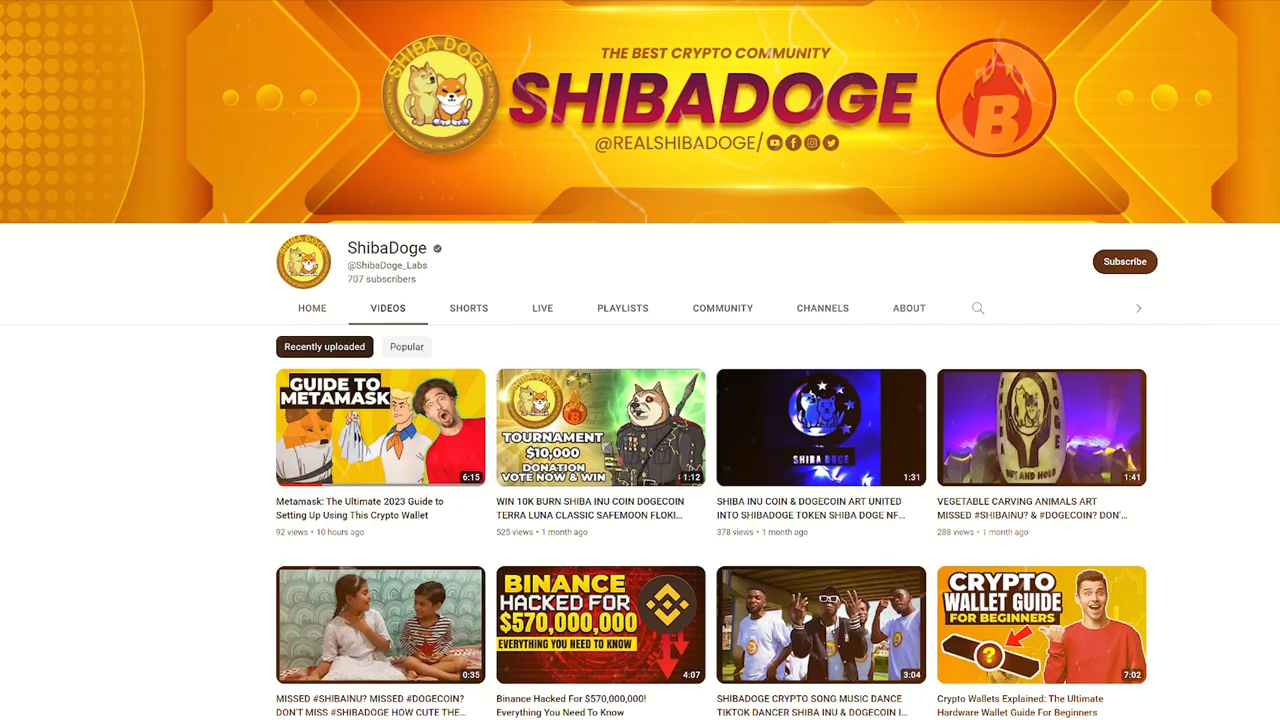 SHIBA DOGE
THE BEST CRYPTO COMMUNITY
SHIBADOGE
@REALSHIBADOGE/
B
ShibaDoge
@ShibaDoge_Labs
707 subscribers
Subscribe
HOME
VIDEOS
SHORTS
LIVE
PLAYLISTS
COMMUNITY
CHANNELS
ABOUT
Recently uploaded
Popular
GUIDE TO
METAMASK
6:15
TOURNAMENT
$10,000
DONATION
VOTE NOW & WIN
1:12
SHIBA DOGE
1:31
DOGE
BUY AND HOLD
1:41
Metamask: The Ultimate 2023 Guide to
Setting Up Using This Crypto Wallet
92 views • 10 hours ago
WIN 10K BURN SHIBA INU COIN DOGECOIN
TERRA LUNA CLASSIC SAFEMOON FLOKI...
525 views • 1 month ago
SHIBA INU COIN & DOGECOIN ART UNITED
INTO SHIBADOGE TOKEN SHIBA DOGE NF...
378 views • 1 month ago
VEGETABLE CARVING ANIMALS ART
MISSED #SHIBAINU? & #DOGECOIN? DON'...
288 views • 1 month ago
0:35
BINANCE
HACKED FOR
$570,000,000
EVERYTHING YOU NEED TO KNOW
4:07
3:04
CRYPTO
WALLET GUIDE
FOR BEGINNERS
?
7:02
MISSED #SHIBAINU? MISSED #DOGECOIN?
DON'T MISS #SHIBADOGE HOW CUTE THE...
Binance Hacked For $570,000,000!
Everything You Need To Know
SHIBADOGE CRYPTO SONG MUSIC DANCE
TIKTOK DANCER SHIBA INU & DOGECOIN I...
Crypto Wallets Explained: The Ultimate
Hardware Wallet Guide For Beginners